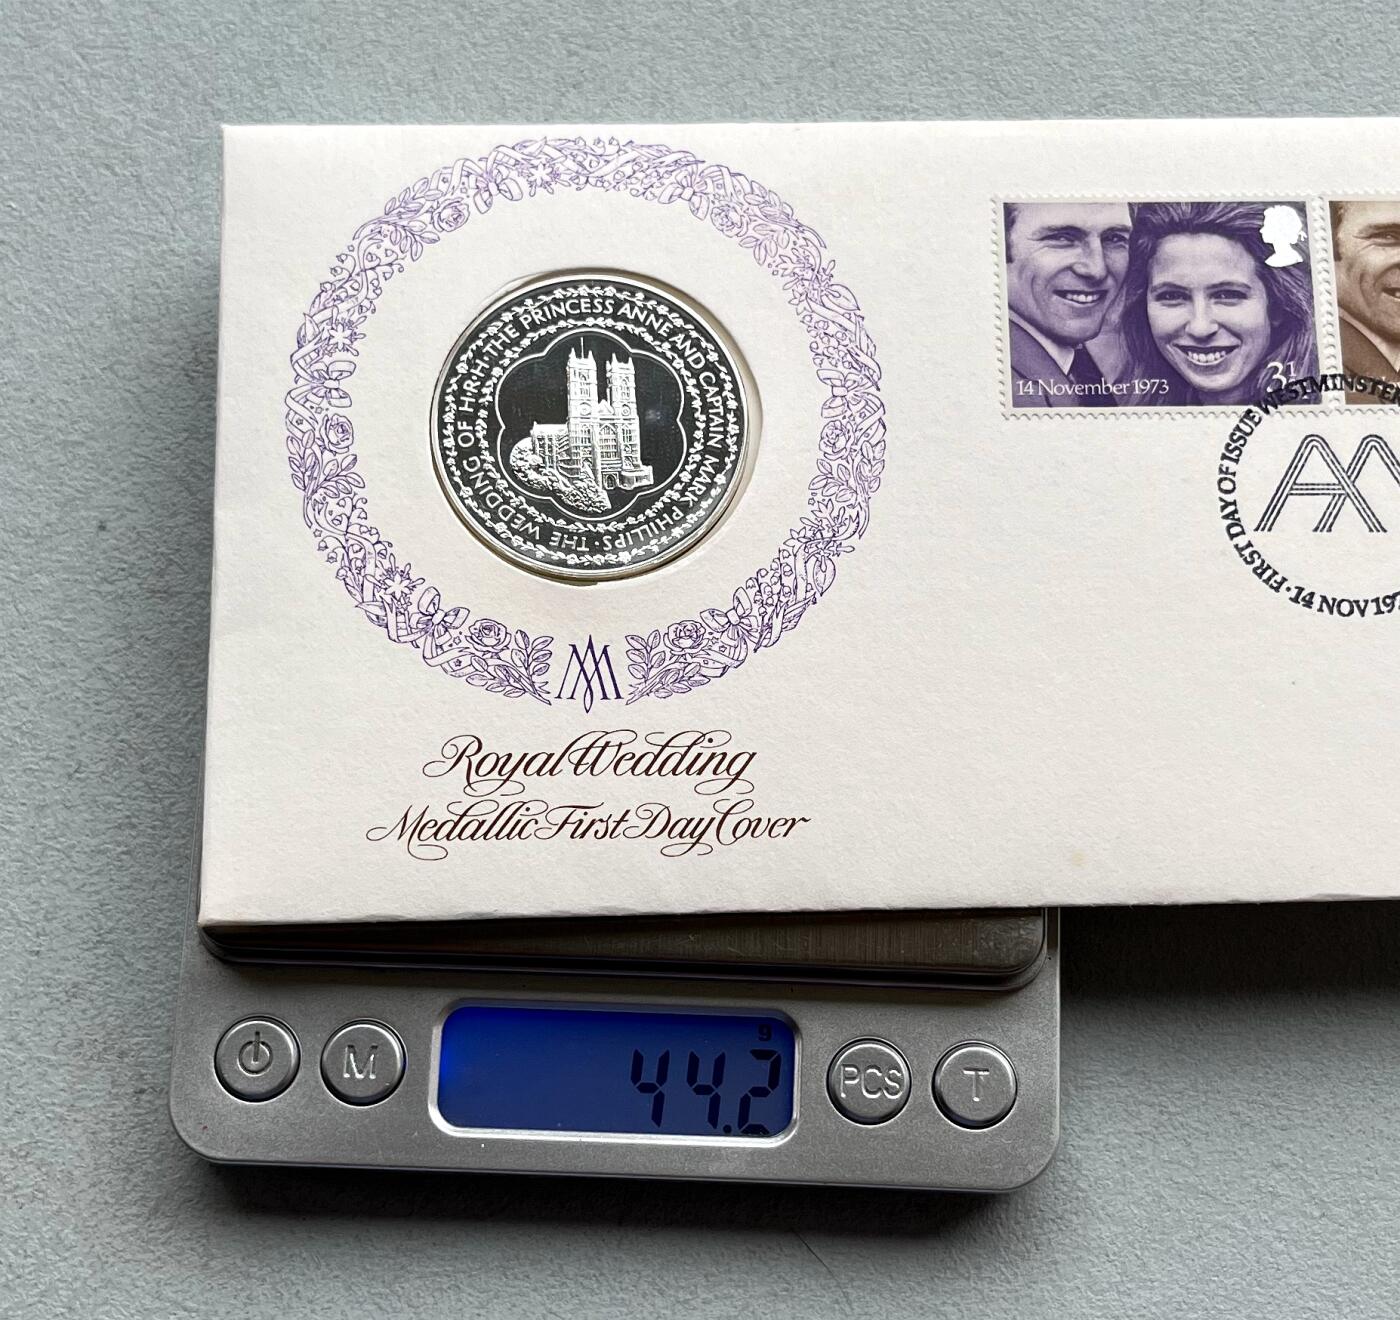 THE WEDDING OF H·R·H·THE PRINCESS ANNE AND CAPTAIN MARK PHILLIPS·
14 November 1973
3½
FIRST DAY OF ISSUE WESTMINSTER
·14 NOV 19
Royal Wedding
Medallic First Day Cover
g
44.2
M
PCS
T